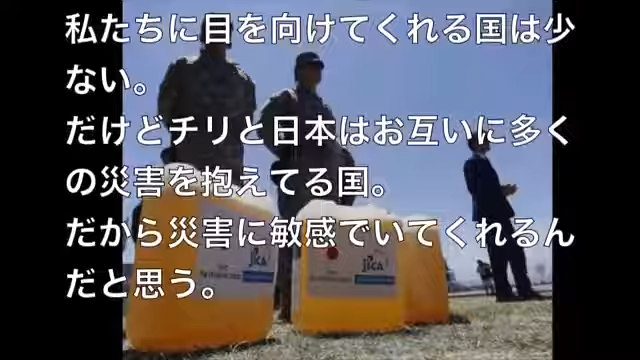 私たちに目を向けてくれる国は少
ない。
だけどチリと日本はお互いに多く
の災害を抱えてる国。
だから災害に敏感でいてくれるん
だと思う。
jica
jica